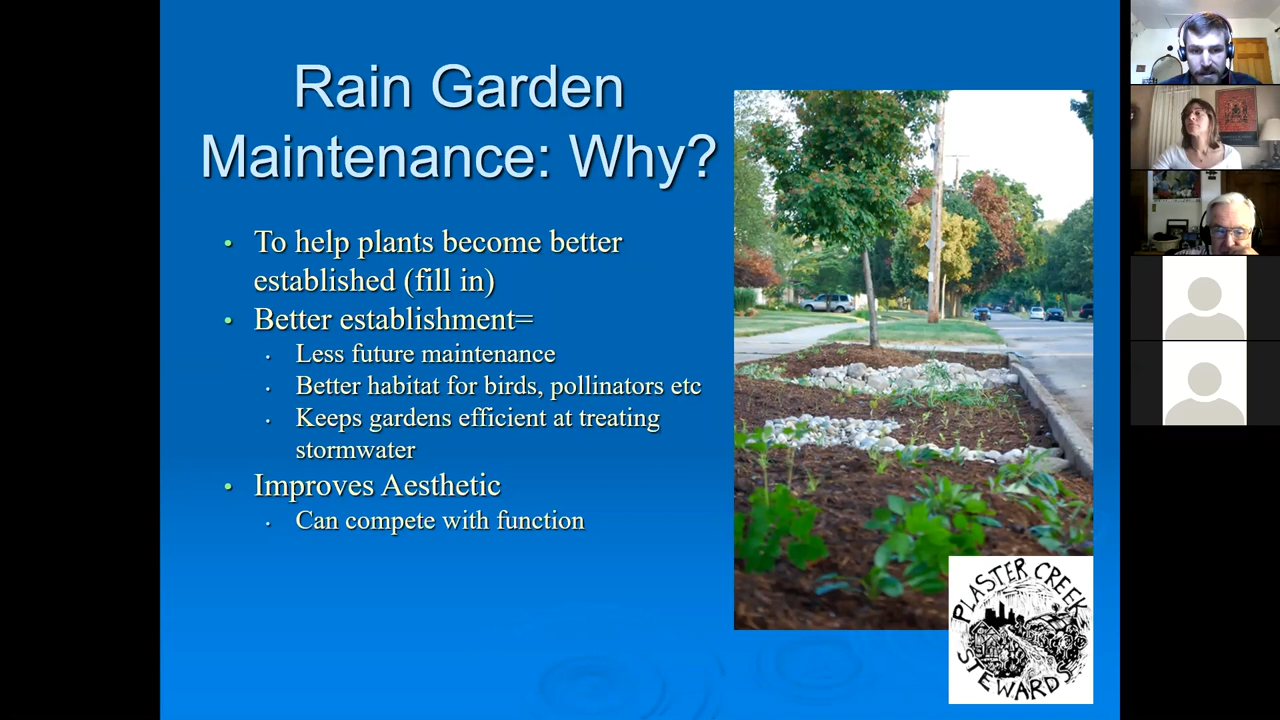 Rain Garden
Maintenance: Why?
• To help plants become better
established (fill in)
• Better establishment=
• Less future maintenance
• Better habitat for birds, pollinators etc
• Keeps gardens efficient at treating
stormwater
• Improves Aesthetic
• Can compete with function
PLASTER CREEK
STEWARDS